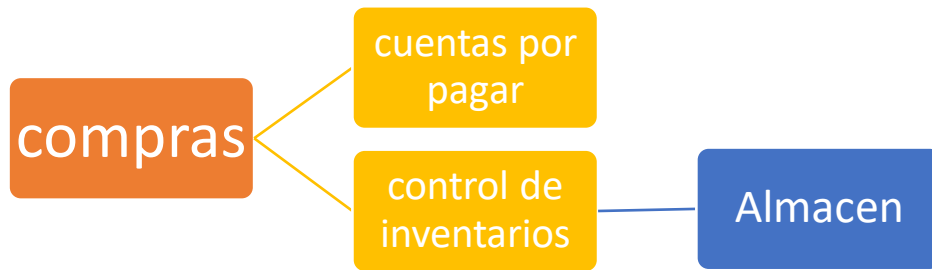 compras
cuentas por
pagar
control de
inventarios
Almacen